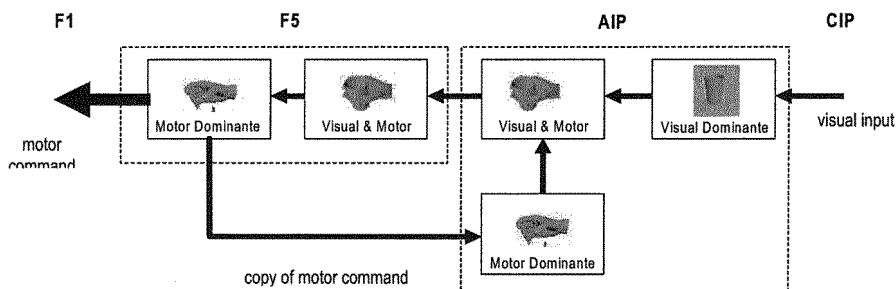 F1 F5 AIP CIP
Motor Dominante Visual & Motor Visual & Motor Visual Dominante
visual input
motor
command
Motor Dominante
copy of motor command